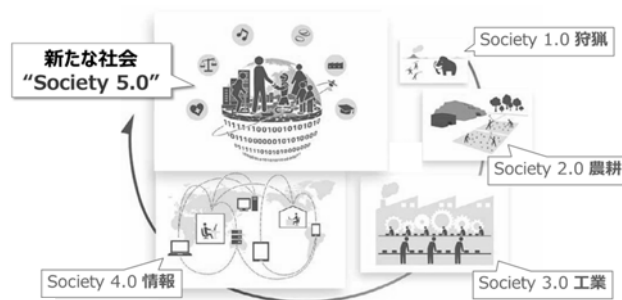 新たな社会
“Society 5.0”
Society 1.0 狩猟
Society 2.0 農耕
Society 3.0 工業
Society 4.0 情報